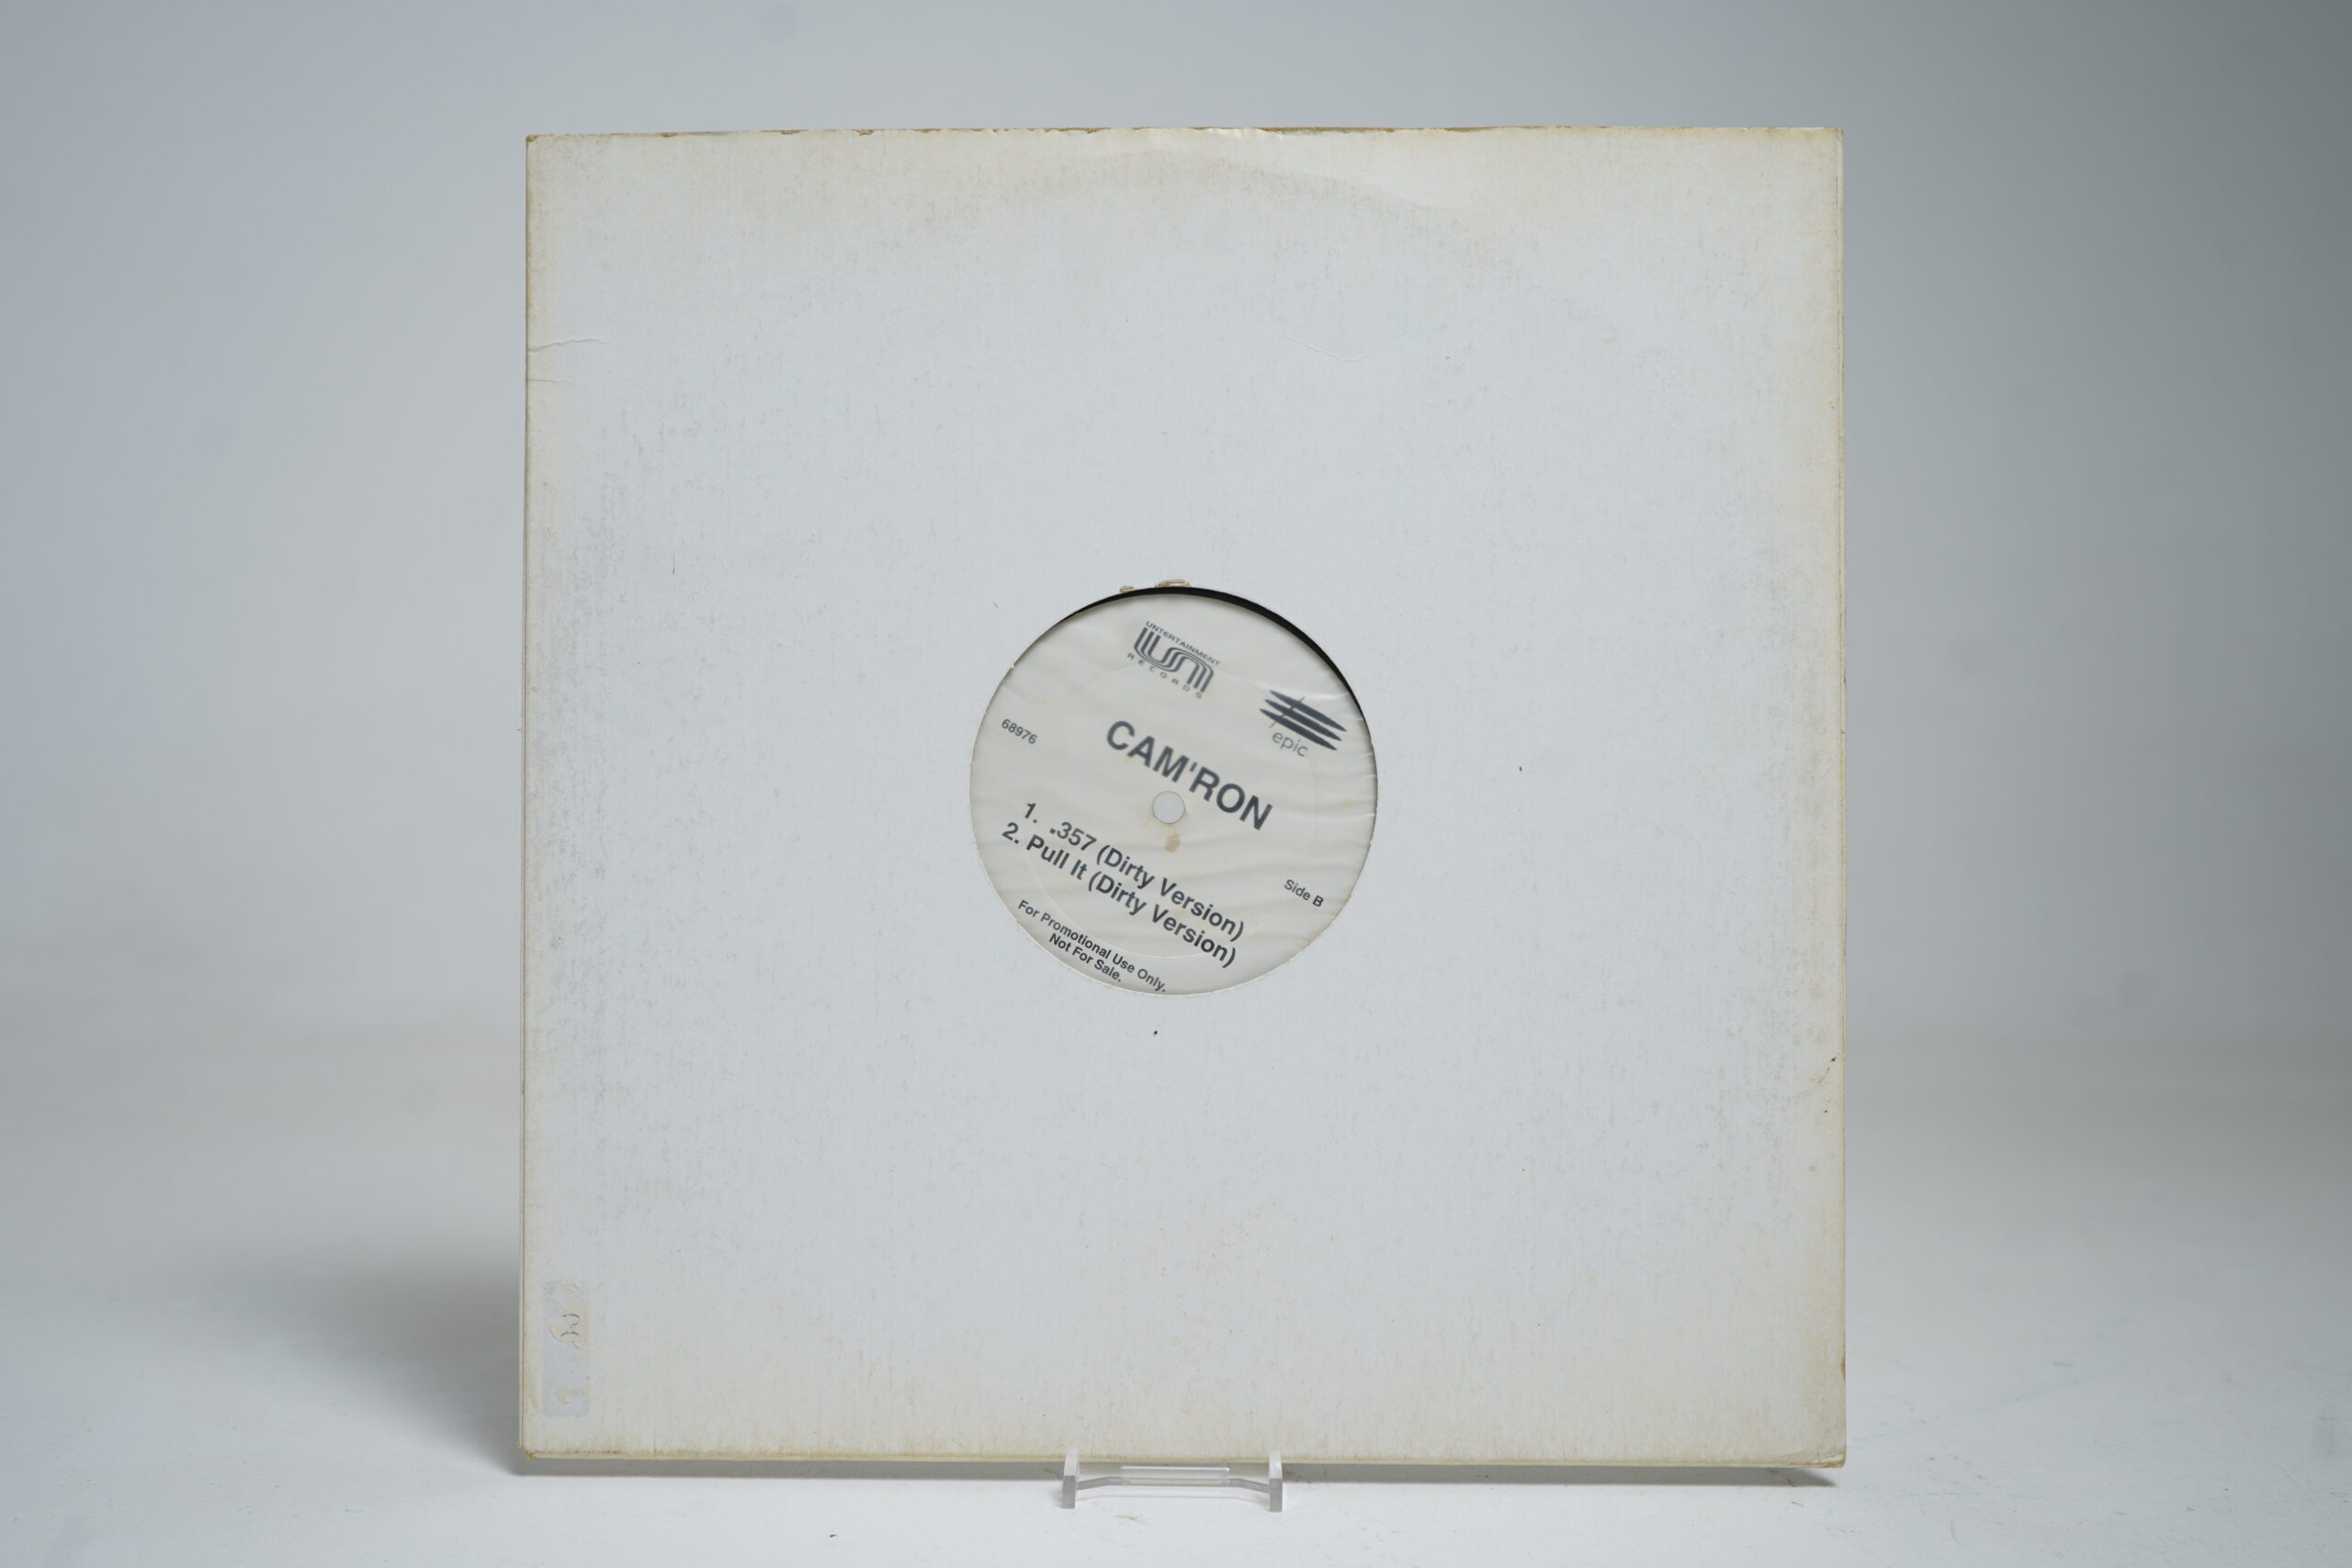 UNTERTAINMENT
RECORDS
epic
68976
CAM'RON
1. .357 (Dirty Version)
2. Pull It (Dirty Version)
Side B
For Promotional Use Only.
Not For Sale.